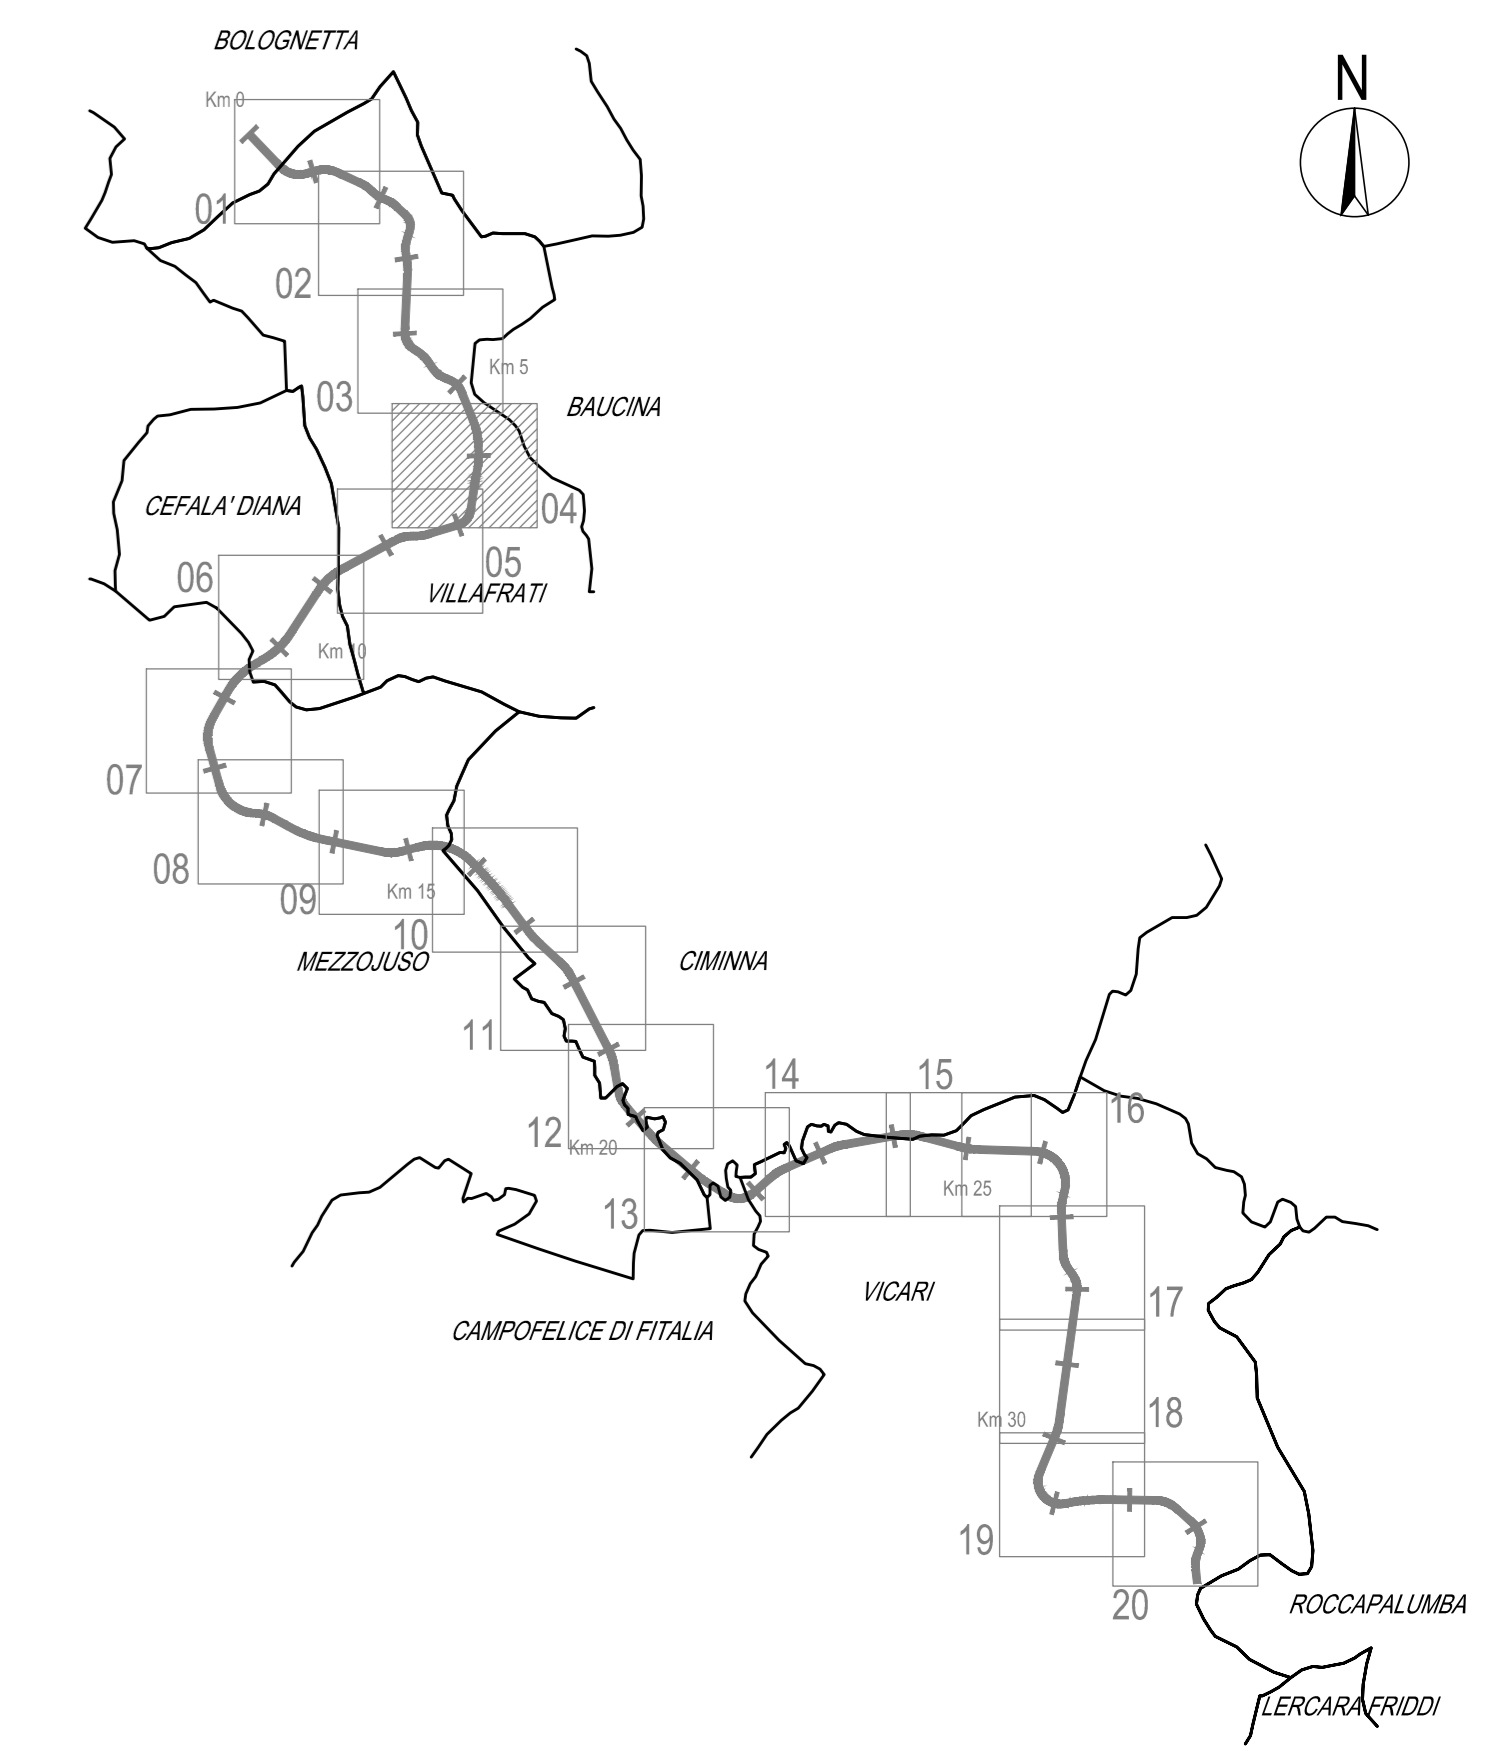 BOLOGNETTA
N
Km 0
01
02
Km 5
03
BAUCINA
CEFALA' DIANA
04
05
06
VILLAFRATI
Km 10
07
08
Km 15
09
10
MEZZOJUSO
CIMINNA
11
14
15
16
12
Km 20
Km 25
13
VICARI
17
CAMPOFELICE DI FITALIA
18
Km 30
19
20
ROCCAPALUMBA
LERCARA FRIDDI